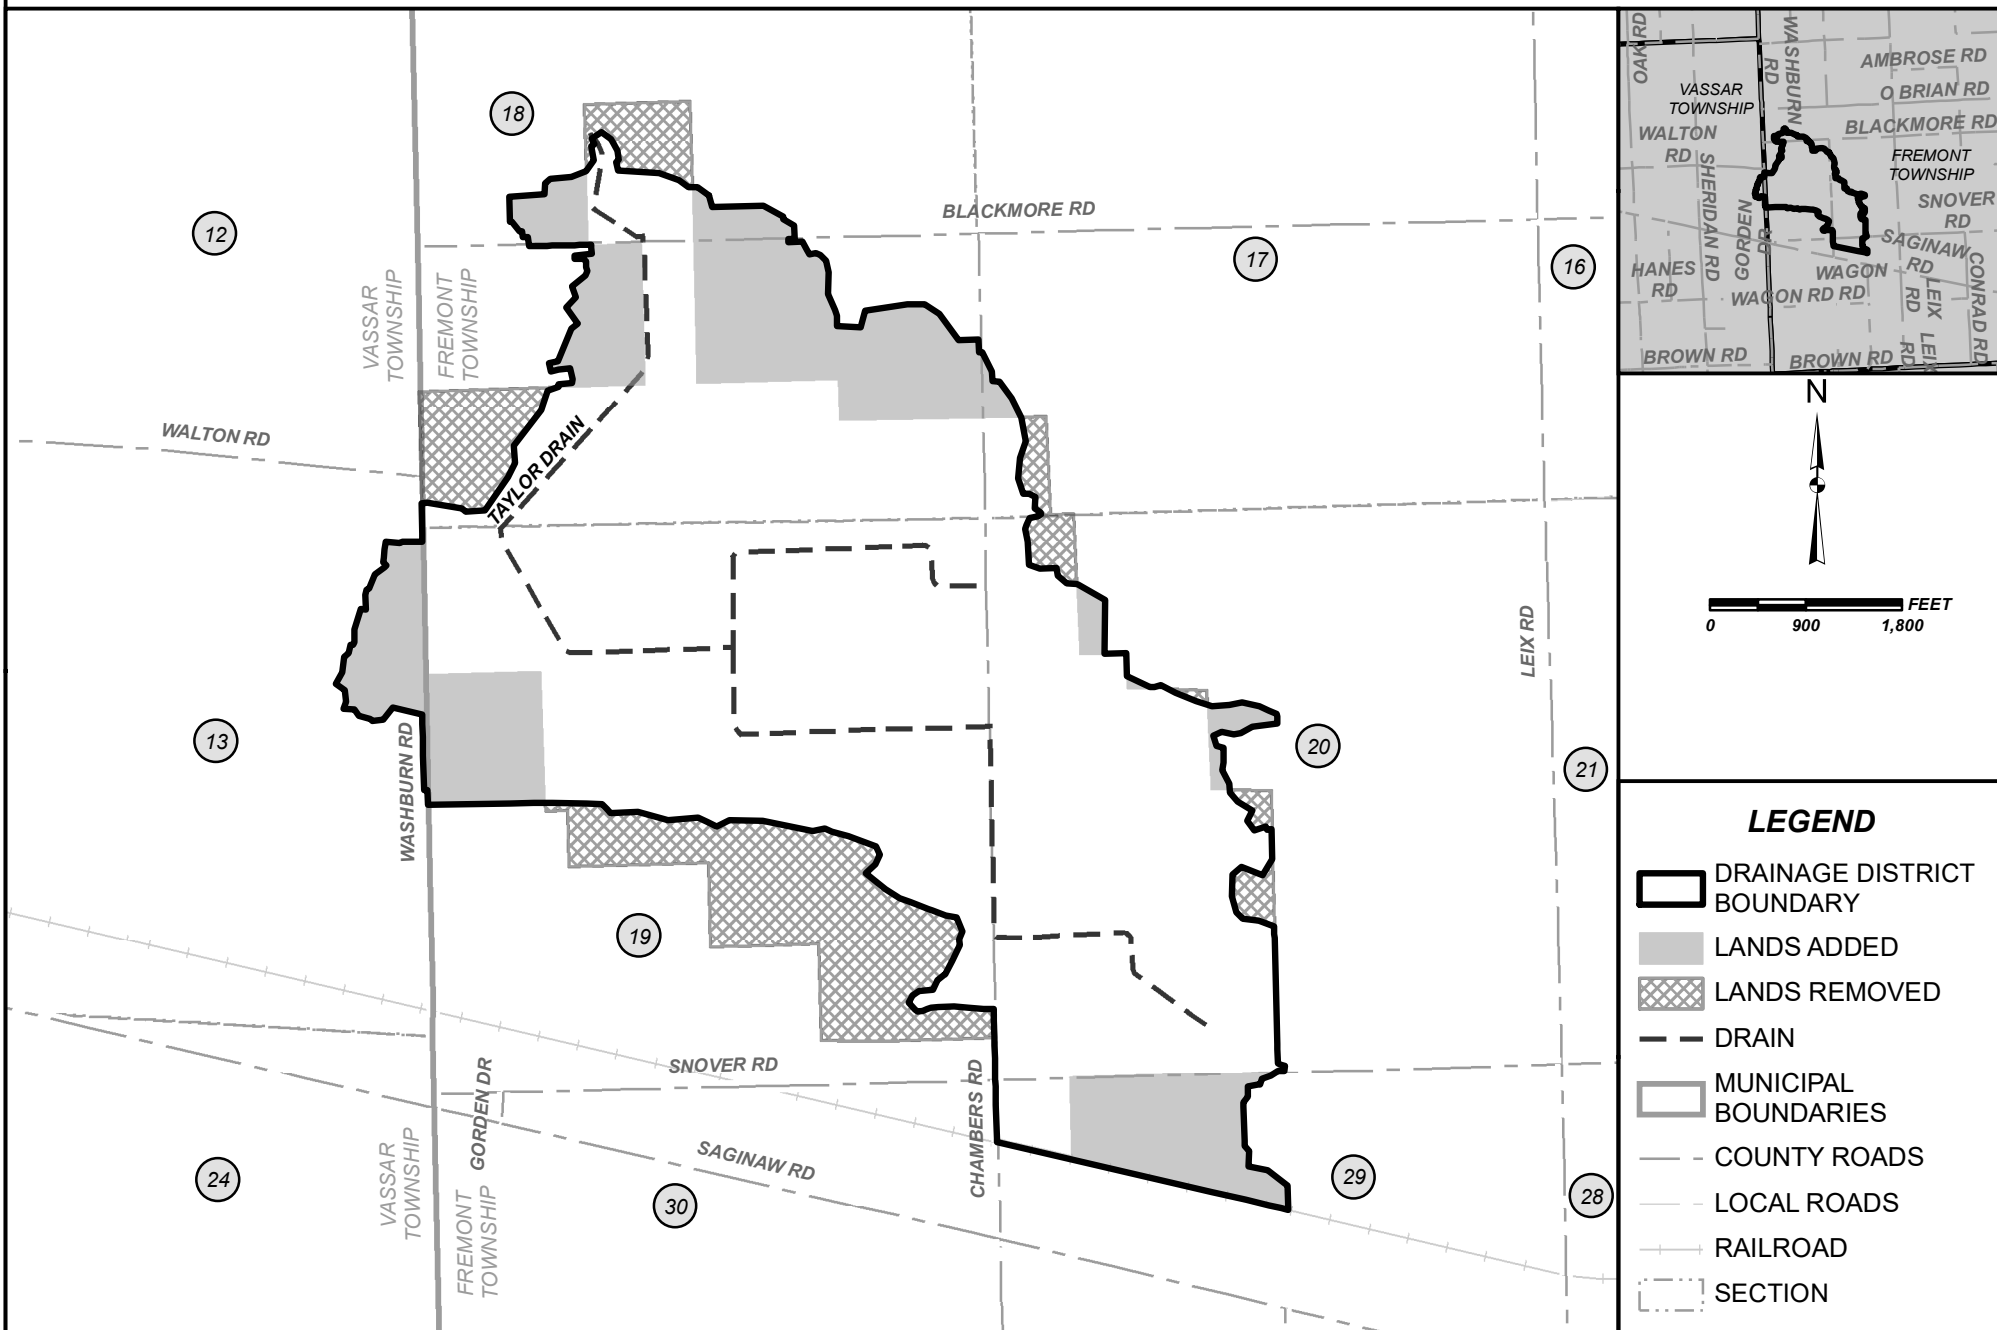 18
12
17
16
BLACKMORE RD
VASSAR
TOWNSHIP
FREMONT
TOWNSHIP
WALTON RD
TAYLOR DRAIN
LEIX RD
13
WASHBURN RD
20
21
19
SNOVER RD
GORDEN DR
CHAMBERS RD
SAGINAW RD
VASSAR
TOWNSHIP
FREMONT
TOWNSHIP
24
30
29
28
OAK RD
WASHBURN
RD
AMBROSE RD
VASSAR
TOWNSHIP
O BRIAN RD
BLACKMORE RD
WALTON
RD
SHERIDAN RD
FREMONT
TOWNSHIP
SNOVER
RD
GORDEN
DR
SAGINAW
RD
HANES
RD
WAGON
WAGON RD RD
LEIX
RD
CONRAD RD
LEIX
RD
BROWN RD
BROWN RD
N
FEET
0 900 1,800
LEGEND
DRAINAGE DISTRICT
BOUNDARY
LANDS ADDED
LANDS REMOVED
DRAIN
MUNICIPAL
BOUNDARIES
COUNTY ROADS
LOCAL ROADS
RAILROAD
SECTION